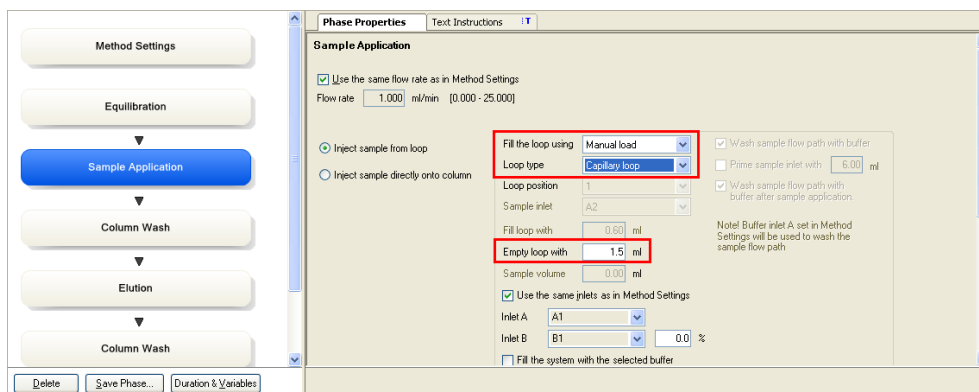 Method Settings
Equilibration
Sample Application
Column Wash
Elution
Column Wash
Delete
Save Phase...
Duration & Variables
Phase Properties
Text Instructions
:T
Sample Application
Use the same flow rate as in Method Settings
Flow rate 1.000 ml/min [0.000 - 25.000]
Inject sample from loop
Inject sample directly onto column
Fill the loop using Manual load
Loop type Capillary loop
Loop position 1
Sample inlet A2
Fill loop with 0.60 ml
Empty loop with 1.5 ml
Sample volume 0.00 ml
Use the same inlets as in Method Settings
Inlet A A1
Inlet B B1 0.0 %
Fill the system with the selected buffer
Wash sample flow path with buffer
Prime sample inlet with 6.00 ml
Wash sample flow path with
buffer after sample application.
Note! Buffer inlet A set in Method
Settings will be used to wash the
sample flow path